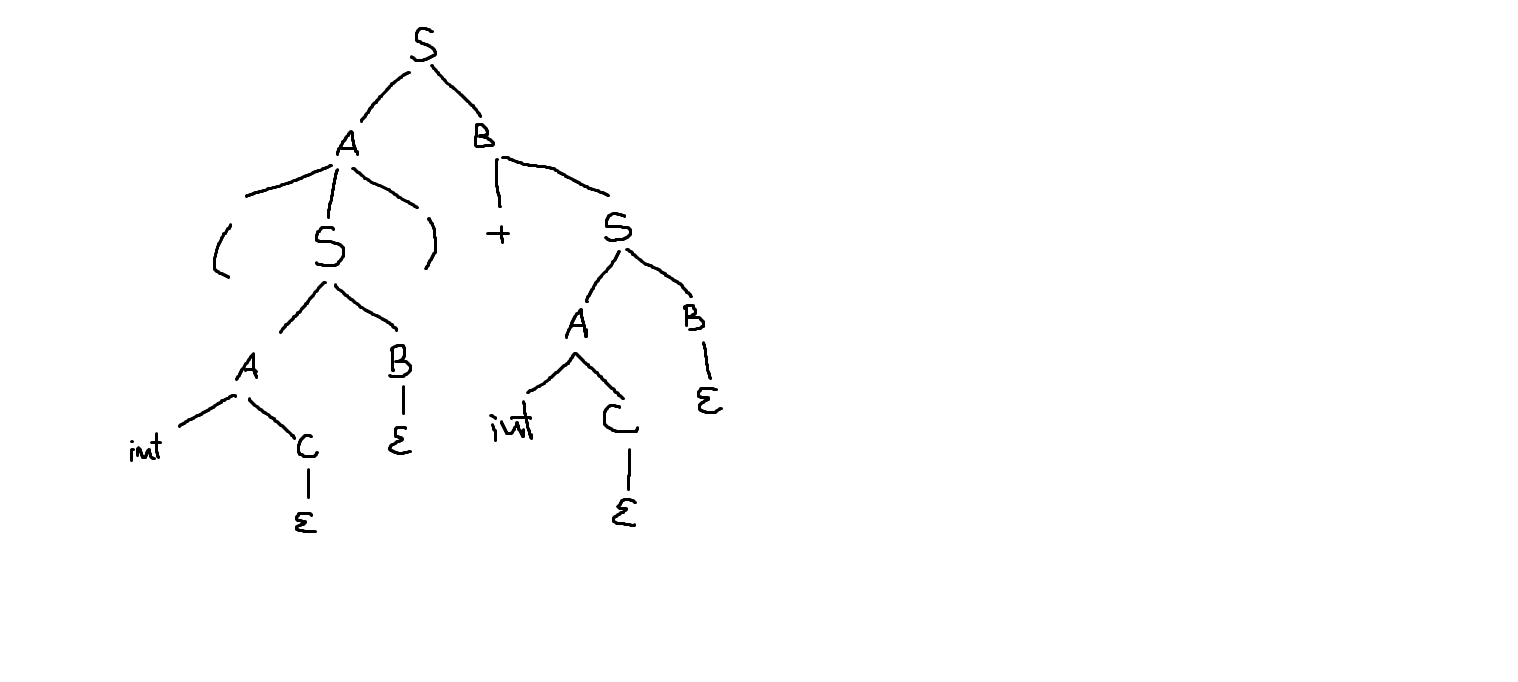 S
A B
( S ) + S
A B A B
int C ε int C ε
ε ε